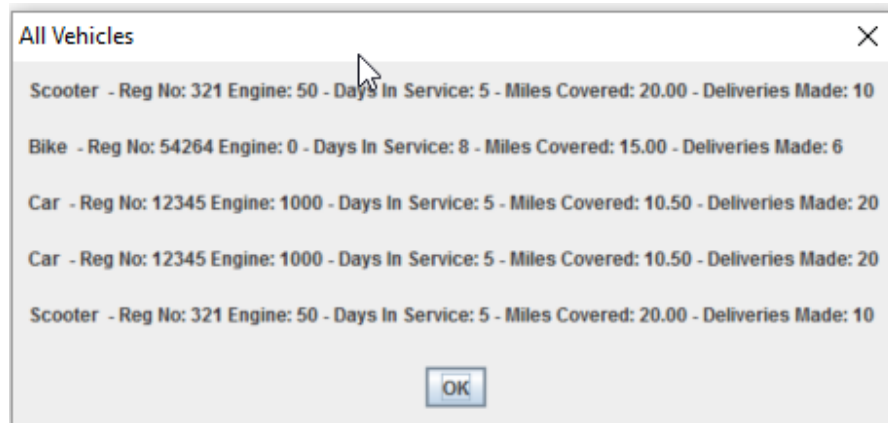 All Vehicles
Scooter - Reg No: 321 Engine: 50 - Days In Service: 5 - Miles Covered: 20.00 - Deliveries Made: 10
Bike - Reg No: 54264 Engine: 0 - Days In Service: 8 - Miles Covered: 15.00 - Deliveries Made: 6
Car - Reg No: 12345 Engine: 1000 - Days In Service: 5 - Miles Covered: 10.50 - Deliveries Made: 20
Car - Reg No: 12345 Engine: 1000 - Days In Service: 5 - Miles Covered: 10.50 - Deliveries Made: 20
Scooter - Reg No: 321 Engine: 50 - Days In Service: 5 - Miles Covered: 20.00 - Deliveries Made: 10
OK